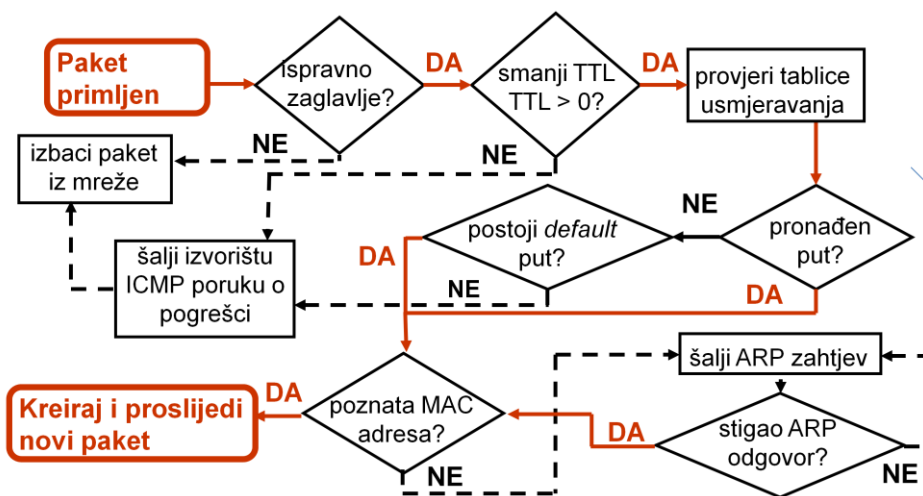 Paket
primljen
Ispravno
zaglavlje?
DA
smanji TTL
TTL > 0?
DA
provjeri tablice
usmjeravanja
izbaci paket
iz mreže
NE
NE
postoji default
put?
NE
pronađen
put?
DA
DA
šalji izvorištu
ICMP poruku o
pogrešci
NE
šalji ARP zahtjev
Kreiraj i proslijedi
novi paket
DA
poznata MAC
adresa?
NE
DA
stigao ARP
odgovor?
NE